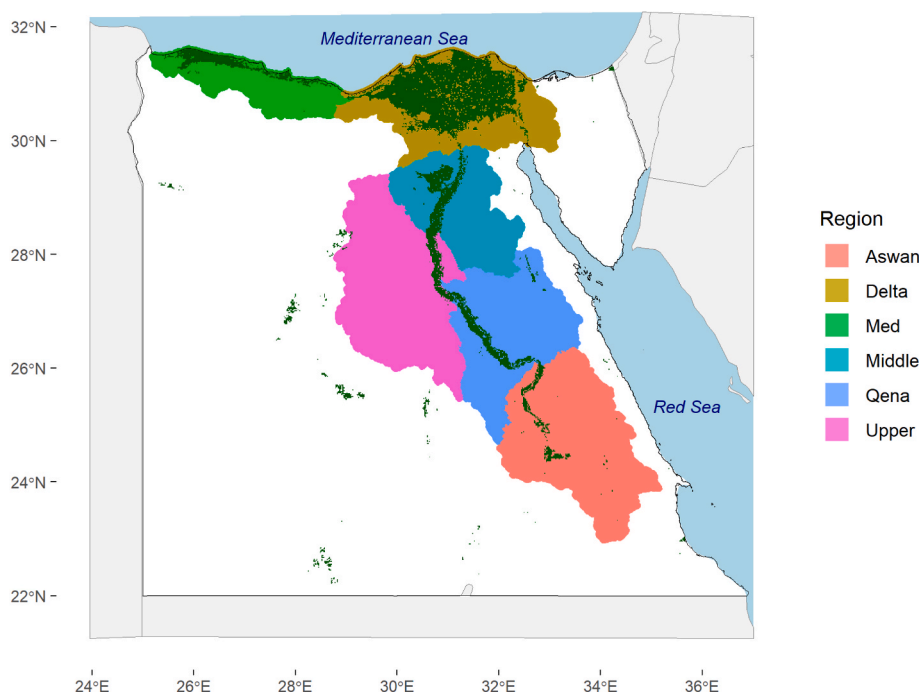 32°N
30°N
28°N
26°N
24°N
22°N
Mediterranean Sea
Red Sea
24°E 26°E 28°E 30°E 32°E 34°E 36°E
Region
Aswan
Delta
Med
Middle
Qena
Upper